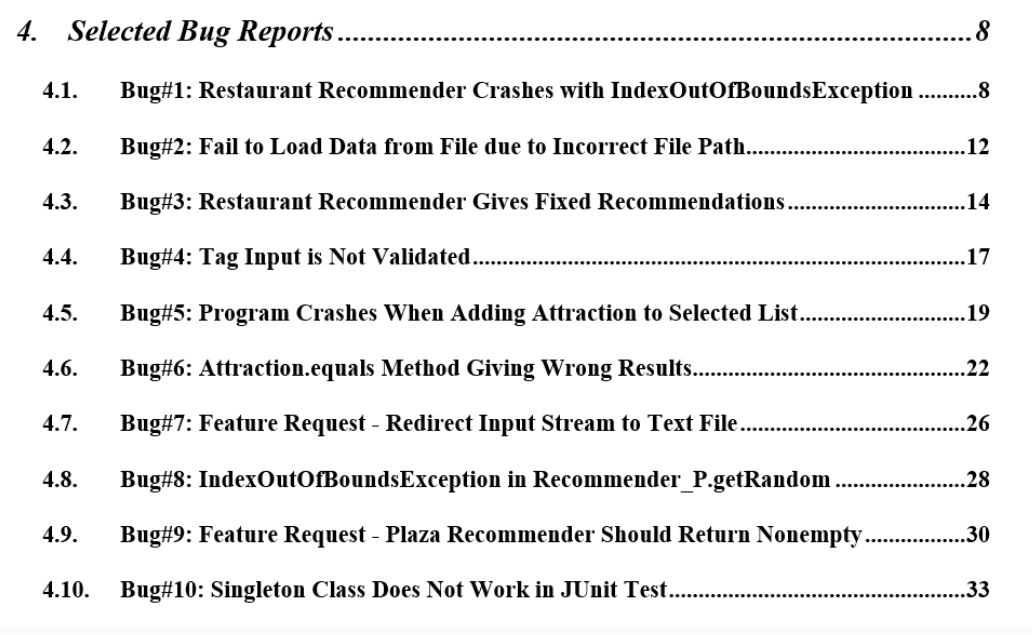 4. Selected Bug Reports..........8
4.1. Bug#1: Restaurant Recommender Crashes with IndexOutOfBoundsException ..........8
4.2. Bug#2: Fail to Load Data from File due to Incorrect File Path..........12
4.3. Bug#3: Restaurant Recommender Gives Fixed Recommendations..........14
4.4. Bug#4: Tag Input is Not Validated..........17
4.5. Bug#5: Program Crashes When Adding Attraction to Selected List..........19
4.6. Bug#6: Attraction.equals Method Giving Wrong Results..........22
4.7. Bug#7: Feature Request - Redirect Input Stream to Text File..........26
4.8. Bug#8: IndexOutOfBoundsException in Recommender_P.getRandom ..........28
4.9. Bug#9: Feature Request - Plaza Recommender Should Return Nonempty..........30
4.10. Bug#10: Singleton Class Does Not Work in JUnit Test..........33